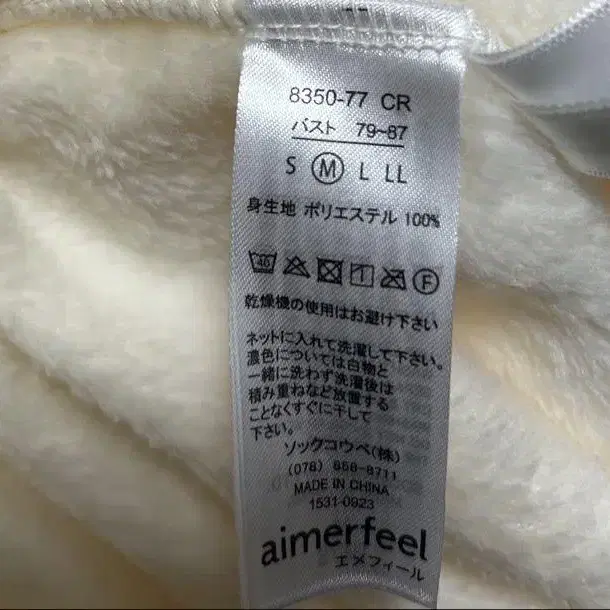 8350-77 CR
バスト 79~87
S M L LL
身生地 ポリエステル 100%
40 F
乾燥機の使用はお避け下さい
ネットに入れて洗濯して下さい。
濃色については白物と
一緒に洗わず洗濯後は
積み重ねなど放置する
ことなくすぐに干して
下さい。
ソックコウベ(株)
(078) 858-8711
MADE IN CHINA
1531-0923
aimerfeel
エメフィール